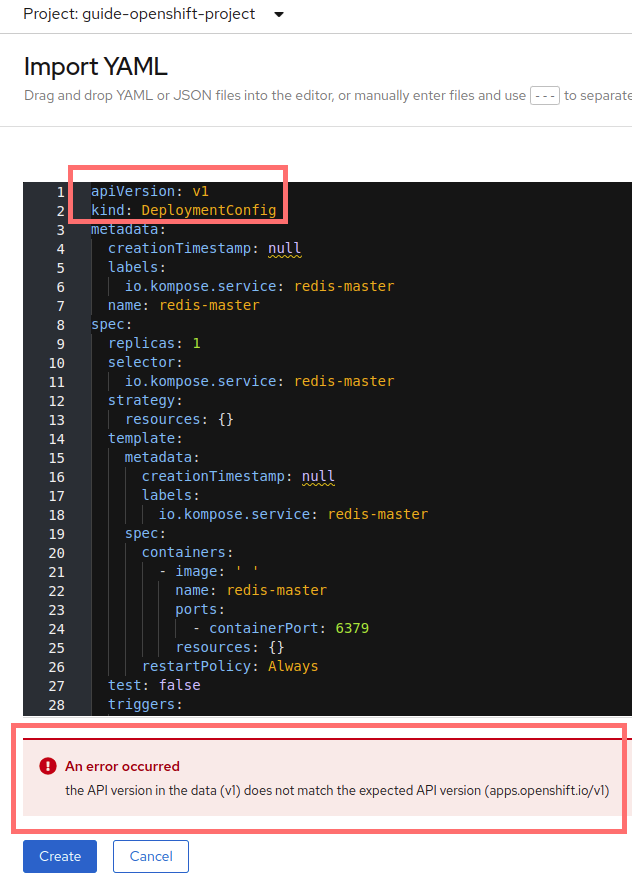 Project: guide-openshift-project
Import YAML
Drag and drop YAML or JSON files into the editor, or manually enter files and use --- to separate
1 apiVersion: v1
2 kind: DeploymentConfig
3 metadata:
4   creationTimestamp: null
5   labels:
6     io.kompose.service: redis-master
7   name: redis-master
8 spec:
9   replicas: 1
10   selector:
11     io.kompose.service: redis-master
12   strategy:
13     resources: {}
14   template:
15     metadata:
16       creationTimestamp: null
17       labels:
18         io.kompose.service: redis-master
19     spec:
20       containers:
21         - image: ' '
22           name: redis-master
23           ports:
24             - containerPort: 6379
25           resources: {}
26       restartPolicy: Always
27   test: false
28   triggers:
An error occurred
the API version in the data (v1) does not match the expected API version (apps.openshift.io/v1)
Create Cancel